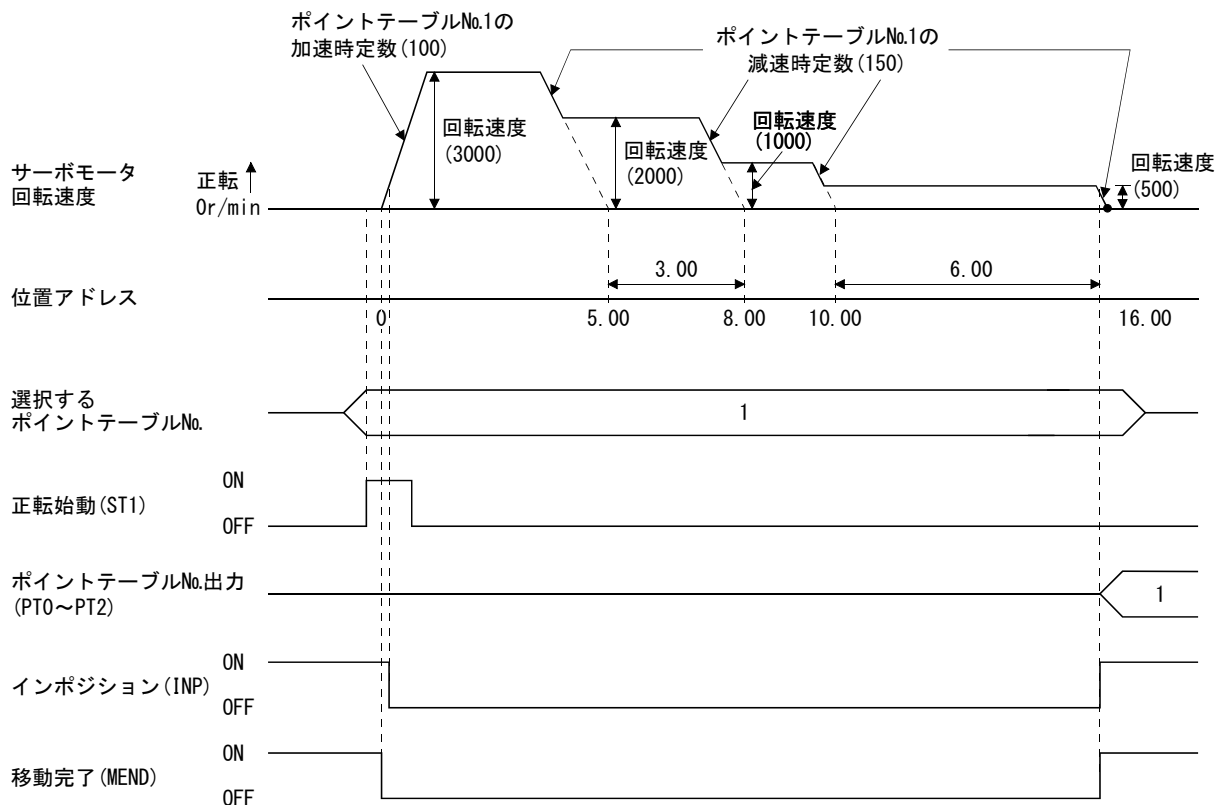 ポイントテーブル№1の
加速時定数(100)
ポイントテーブル№1の
減速時定数(150)
サーボモータ
回転速度
正転
0r/min
回転速度
(3000)
回転速度
(2000)
回転速度
(1000)
回転速度
(500)
3.00
6.00
位置アドレス
0
5.00
8.00
10.00
16.00
選択する
ポイントテーブル№
1
正転始動(ST1)
ON
OFF
ポイントテーブル№出力
(PT0～PT2)
1
インポジション(INP)
ON
OFF
移動完了(MEND)
ON
OFF